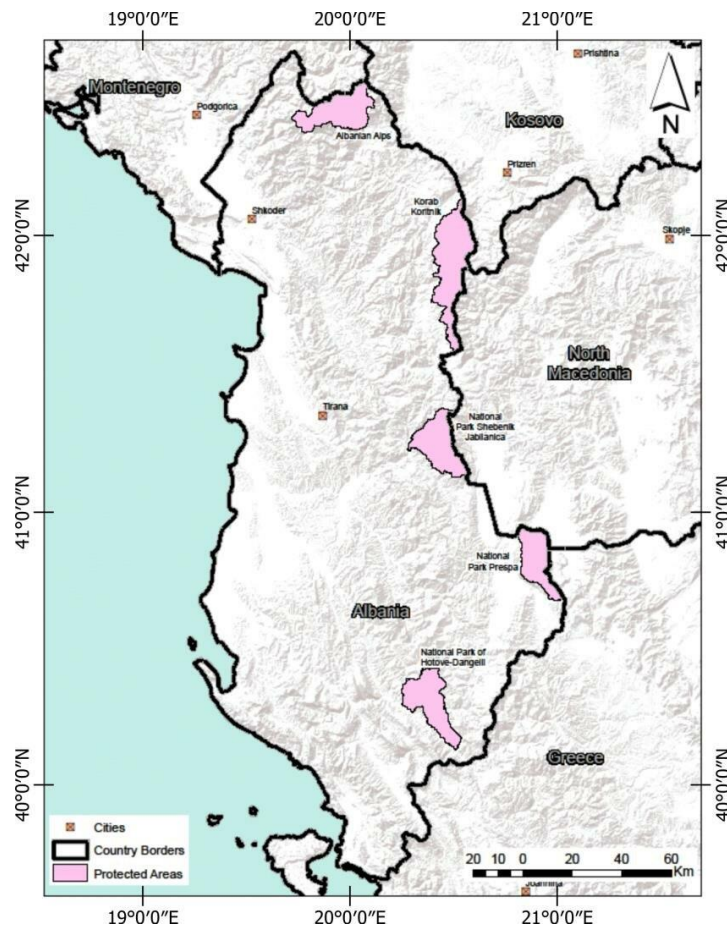 19°0'0"E 20°0'0"E 21°0'0"E
Prishtina
Montenegro
Podgorica
N
Kosovo
Albanian Alps
Prizren
Korab
Koritnik
Shkoder
42°0'0"N 42°0'0"N
Skopje
North
Macedonia
Tirana
National
Park Shebenik
Jabllanica
41°0'0"N 41°0'0"N
National
Park Prespa
Albania
National Park of
Hotove-Dangelli
Greece
40°0'0"N 40°0'0"N
Cities
Country Borders
Protected Areas
20 10 0 20 40 60
Km
19°0'0"E 20°0'0"E 21°0'0"E